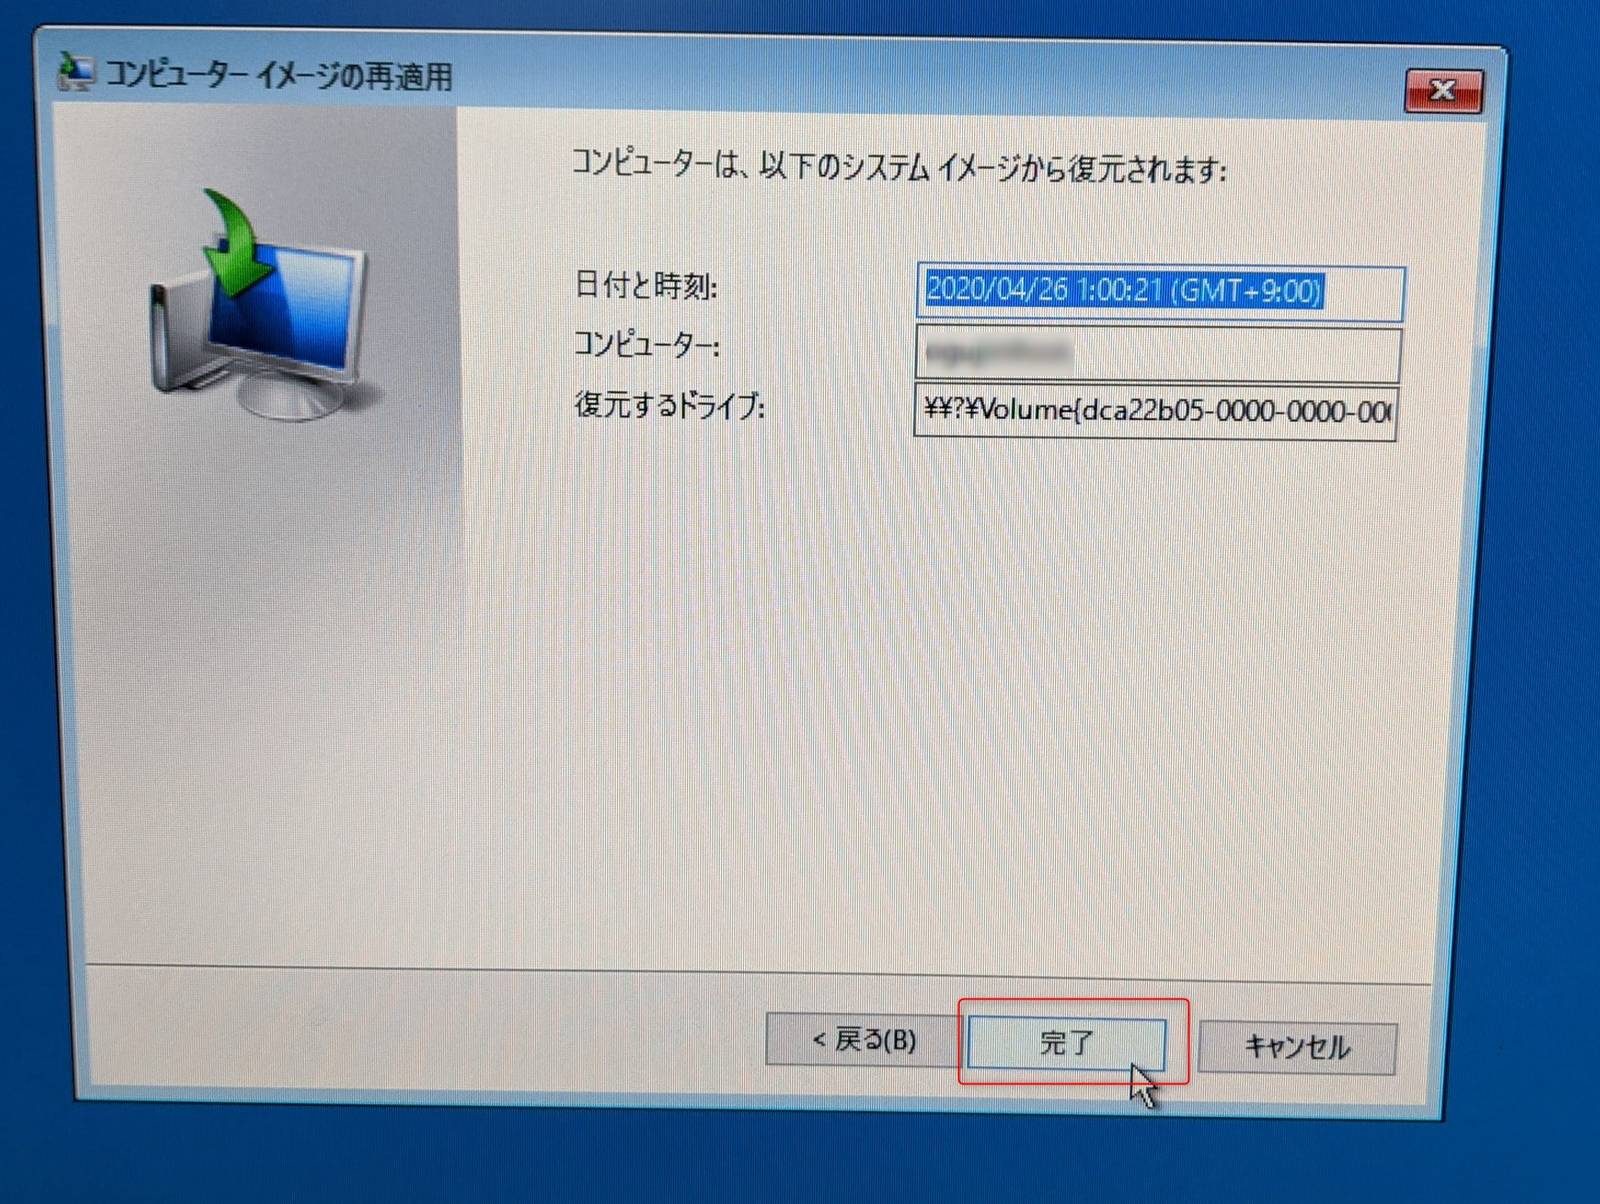 コンピューター イメージの再適用
コンピューターは、以下のシステム イメージから復元されます:
日付と時刻:
2020/04/26 1:00:21 (GMT+9:00)
コンピューター:
復元するドライブ:
¥¥?¥Volume{dca22b05-0000-0000-00
< 戻る(B)
完了
キャンセル